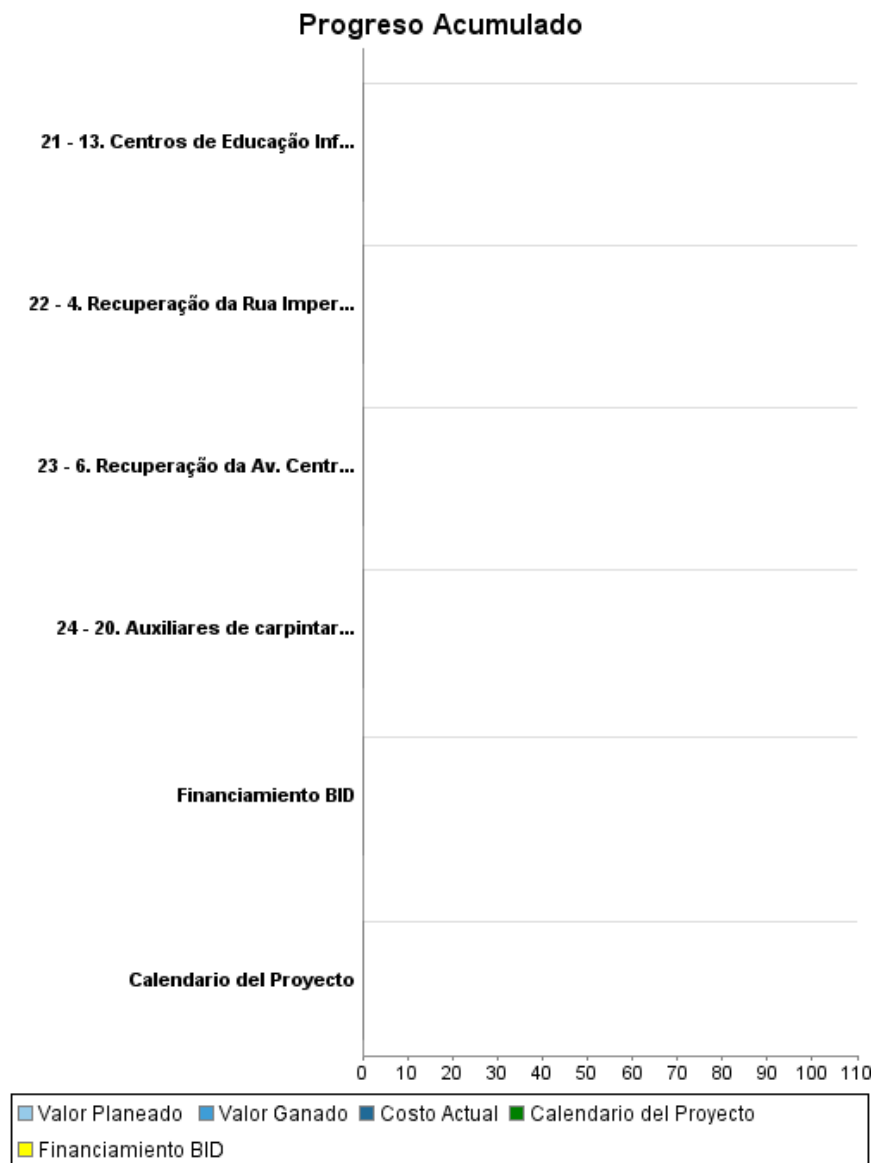 Progreso Acumulado
21 - 13. Centros de Educação Inf...
22 - 4. Recuperação da Rua Imper...
23 - 6. Recuperação da Av. Centr...
24 - 20. Auxiliares de carpintar...
Financiamiento BID
Calendario del Proyecto
0 10 20 30 40 50 60 70 80 90 100 110
Valor Planeado Valor Ganado Costo Actual Calendario del Proyecto
Financiamiento BID